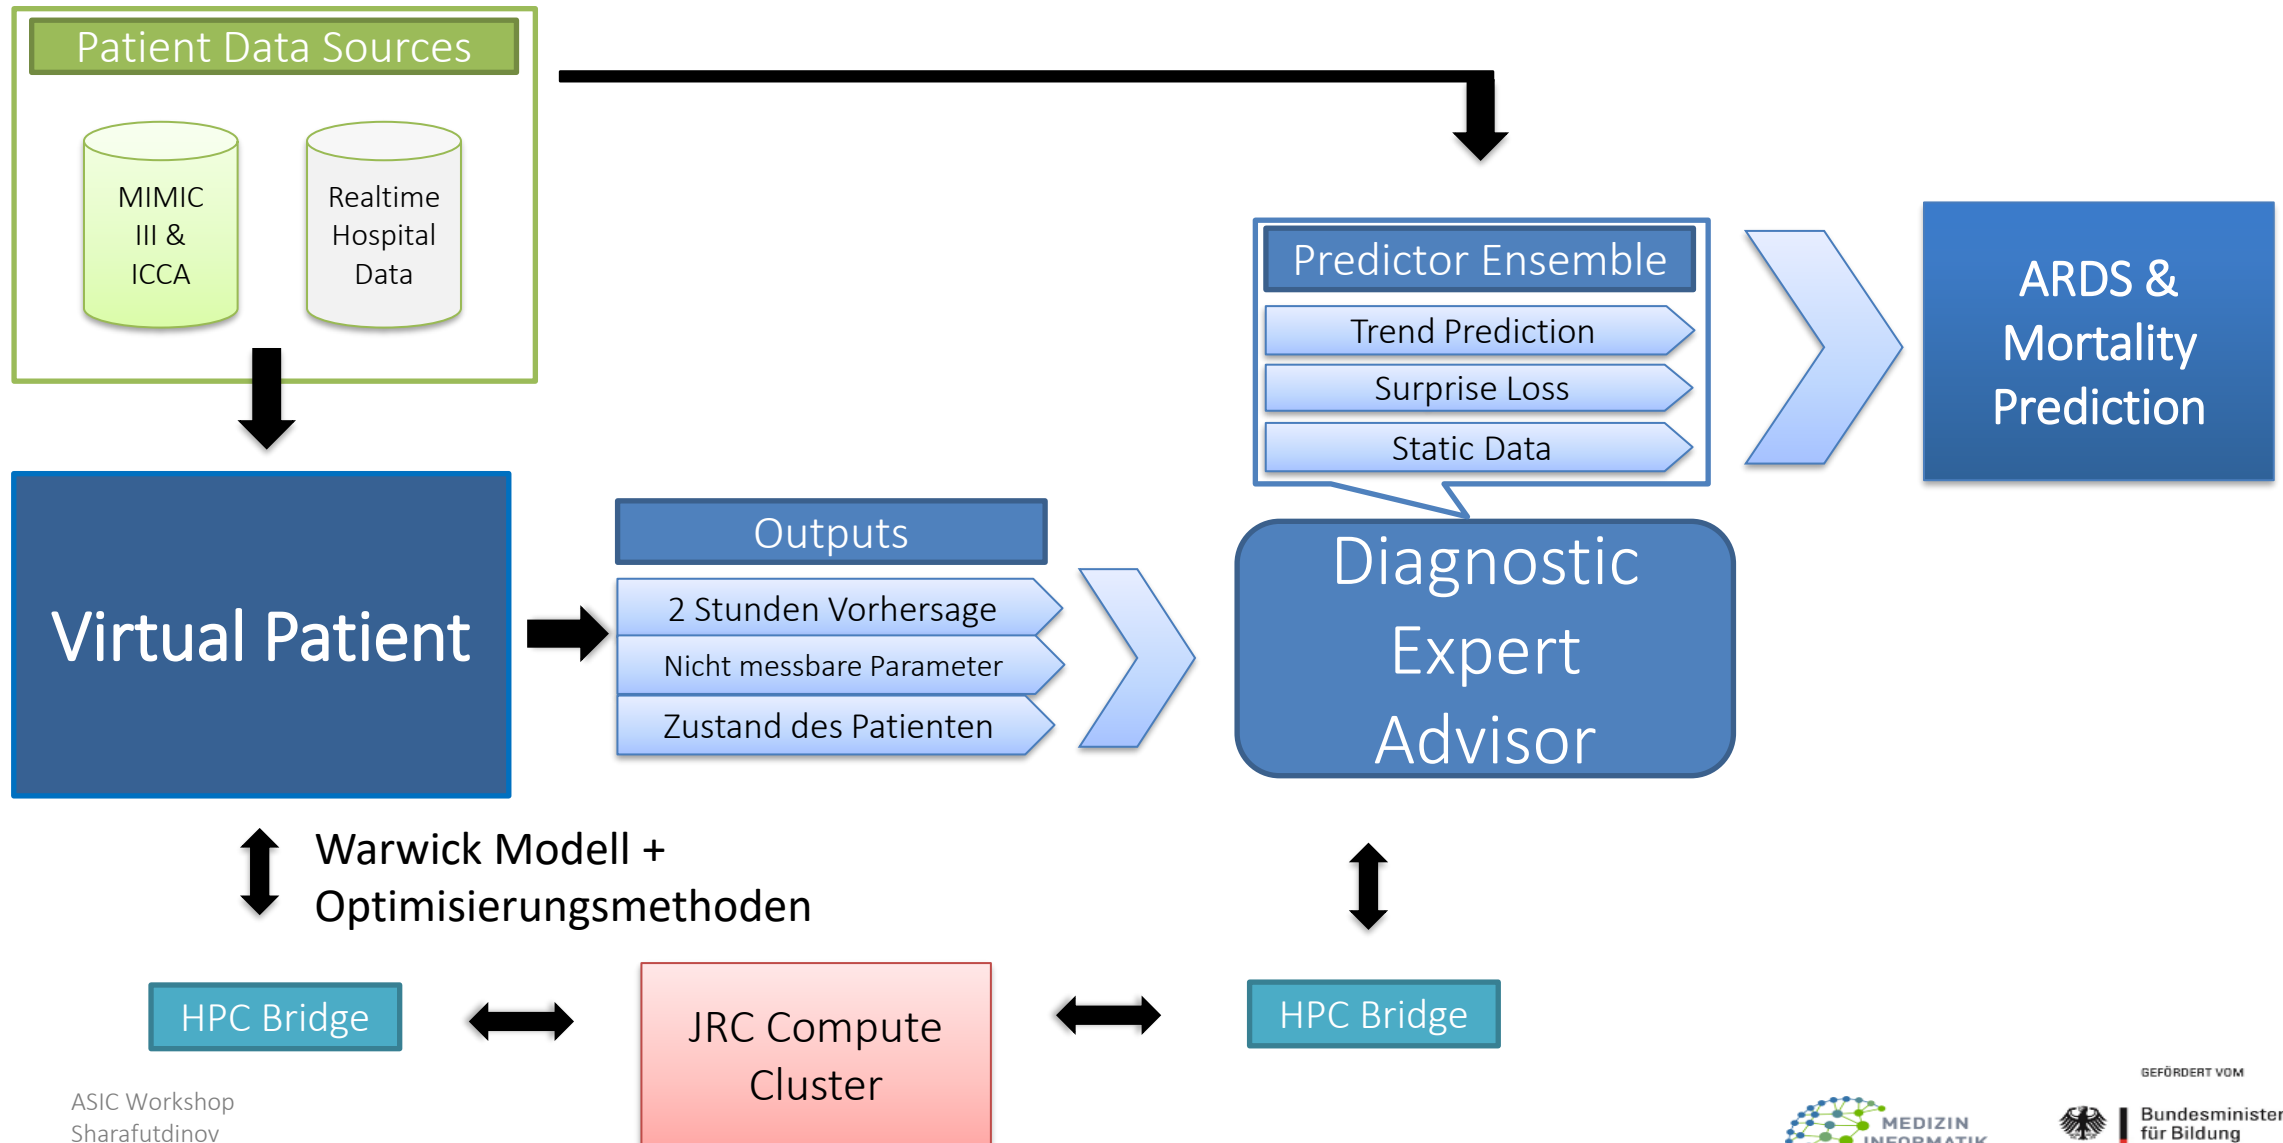 Patient Data Sources
MIMIC
III &
ICCA
Realtime
Hospital
Data
Predictor Ensemble
Trend Prediction
Surprise Loss
Static Data
ARDS &
Mortality
Prediction
Virtual Patient
Outputs
2 Stunden Vorhersage
Nicht messbare Parameter
Zustand des Patienten
Diagnostic
Expert
Advisor
Warwick Modell +
Optimisierungsmethoden
HPC Bridge
JRC Compute
Cluster
HPC Bridge
ASIC Workshop
Sharafutdinov
MEDIZIN
INFORMATIK
GEFÖRDERT VOM
Bundesminister
für Bildung